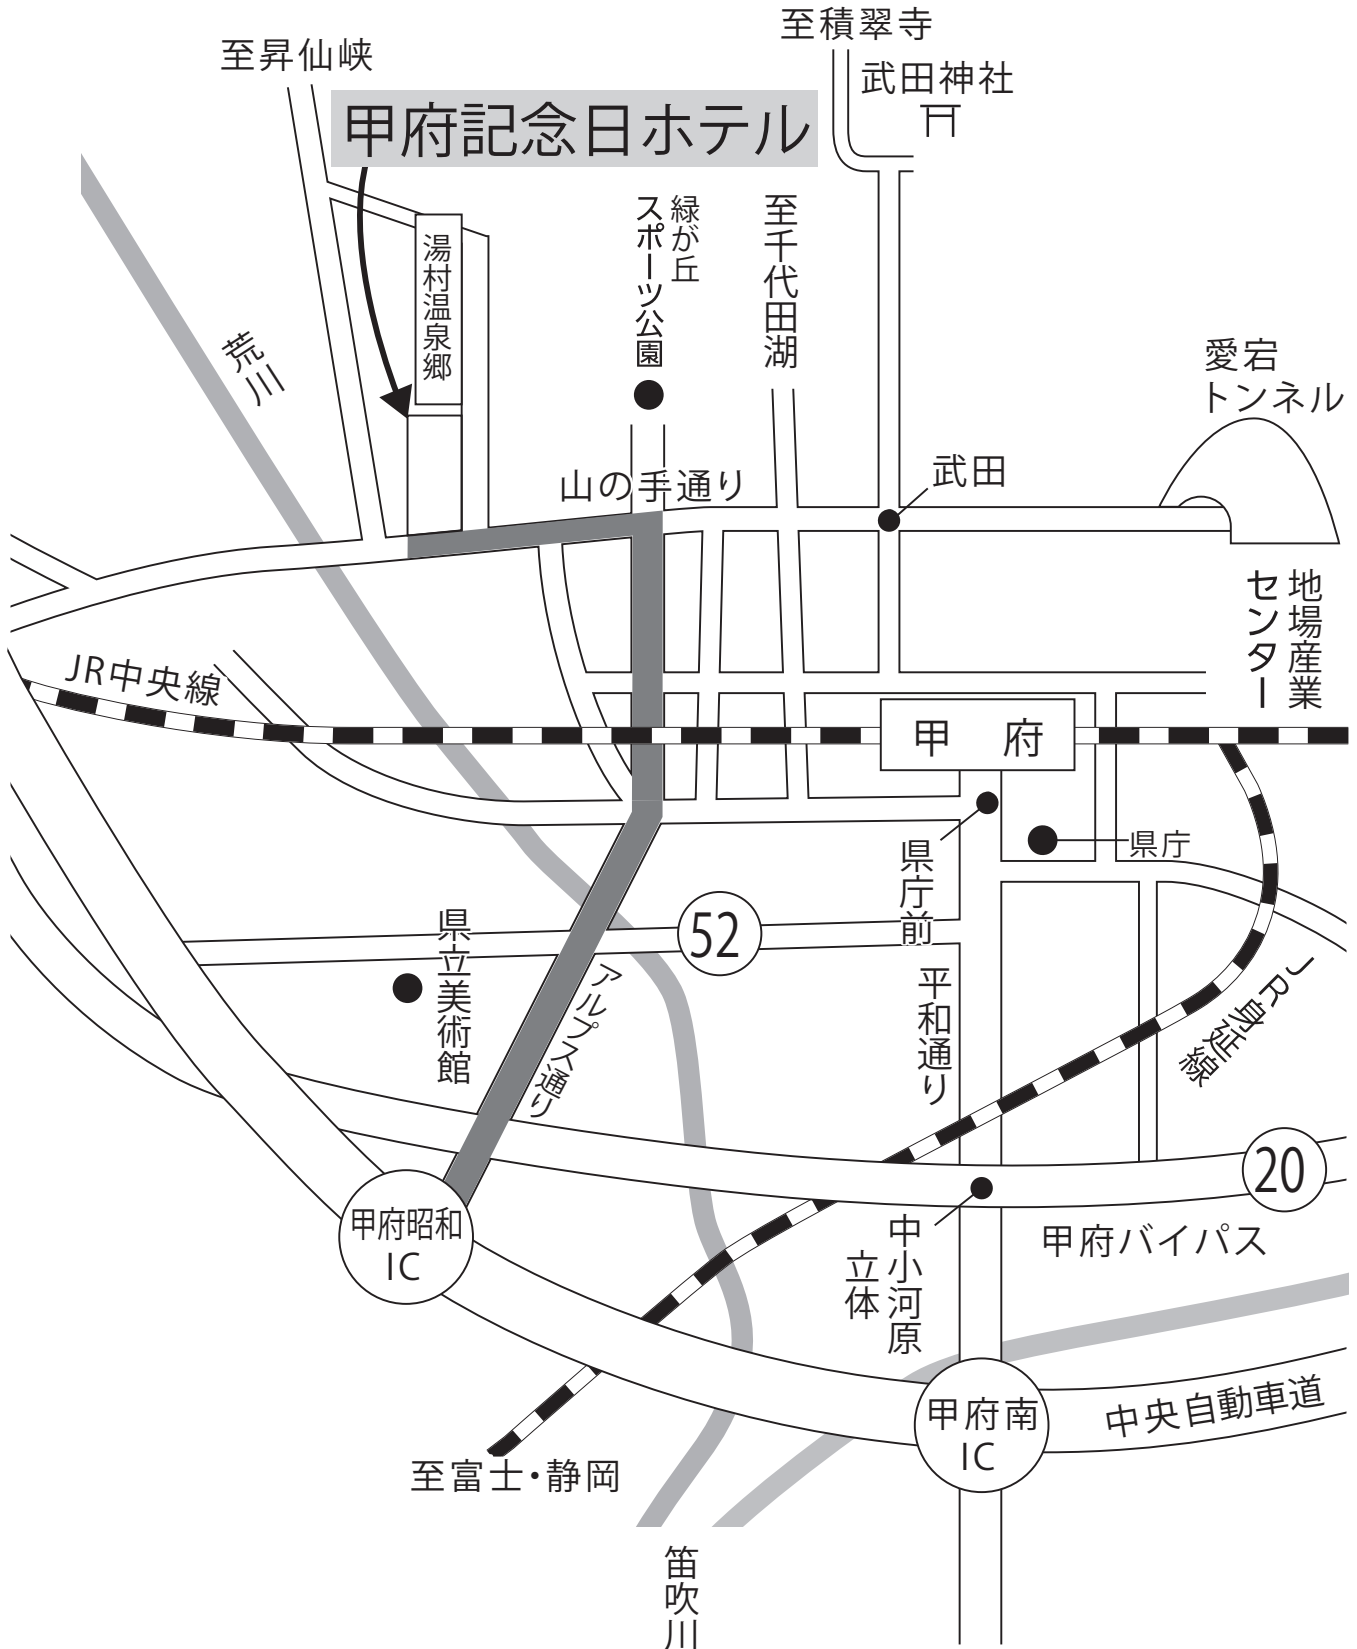 至積翠寺
至昇仙峡
武田神社
甲府記念日ホテル
緑が丘
スポーツ公園
至千代田湖
湯村温泉郷
荒川
愛宕
トンネル
武田
山の手通り
地場産業
センター
JR中央線
甲府
県庁
県庁前
52
県立美術館
アルプス通り
平和通り
JR身延線
20
甲府昭和
IC
中小河原
立体
甲府バイパス
甲府南
IC
中央自動車道
至富士・静岡
笛吹川